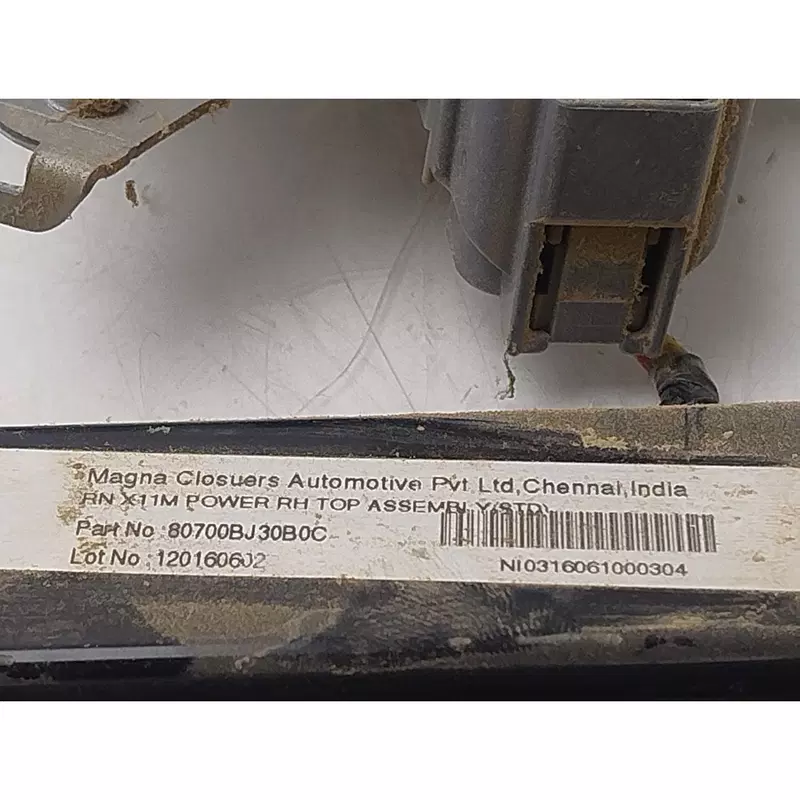 Magna Closuers Automotive Pvt Ltd,Chennai,India
RN X11M POWER RH TOP ASSEMBLY(STD)
Part No :80700BJ30B0C
Lot No :120160602
NI0316061000304